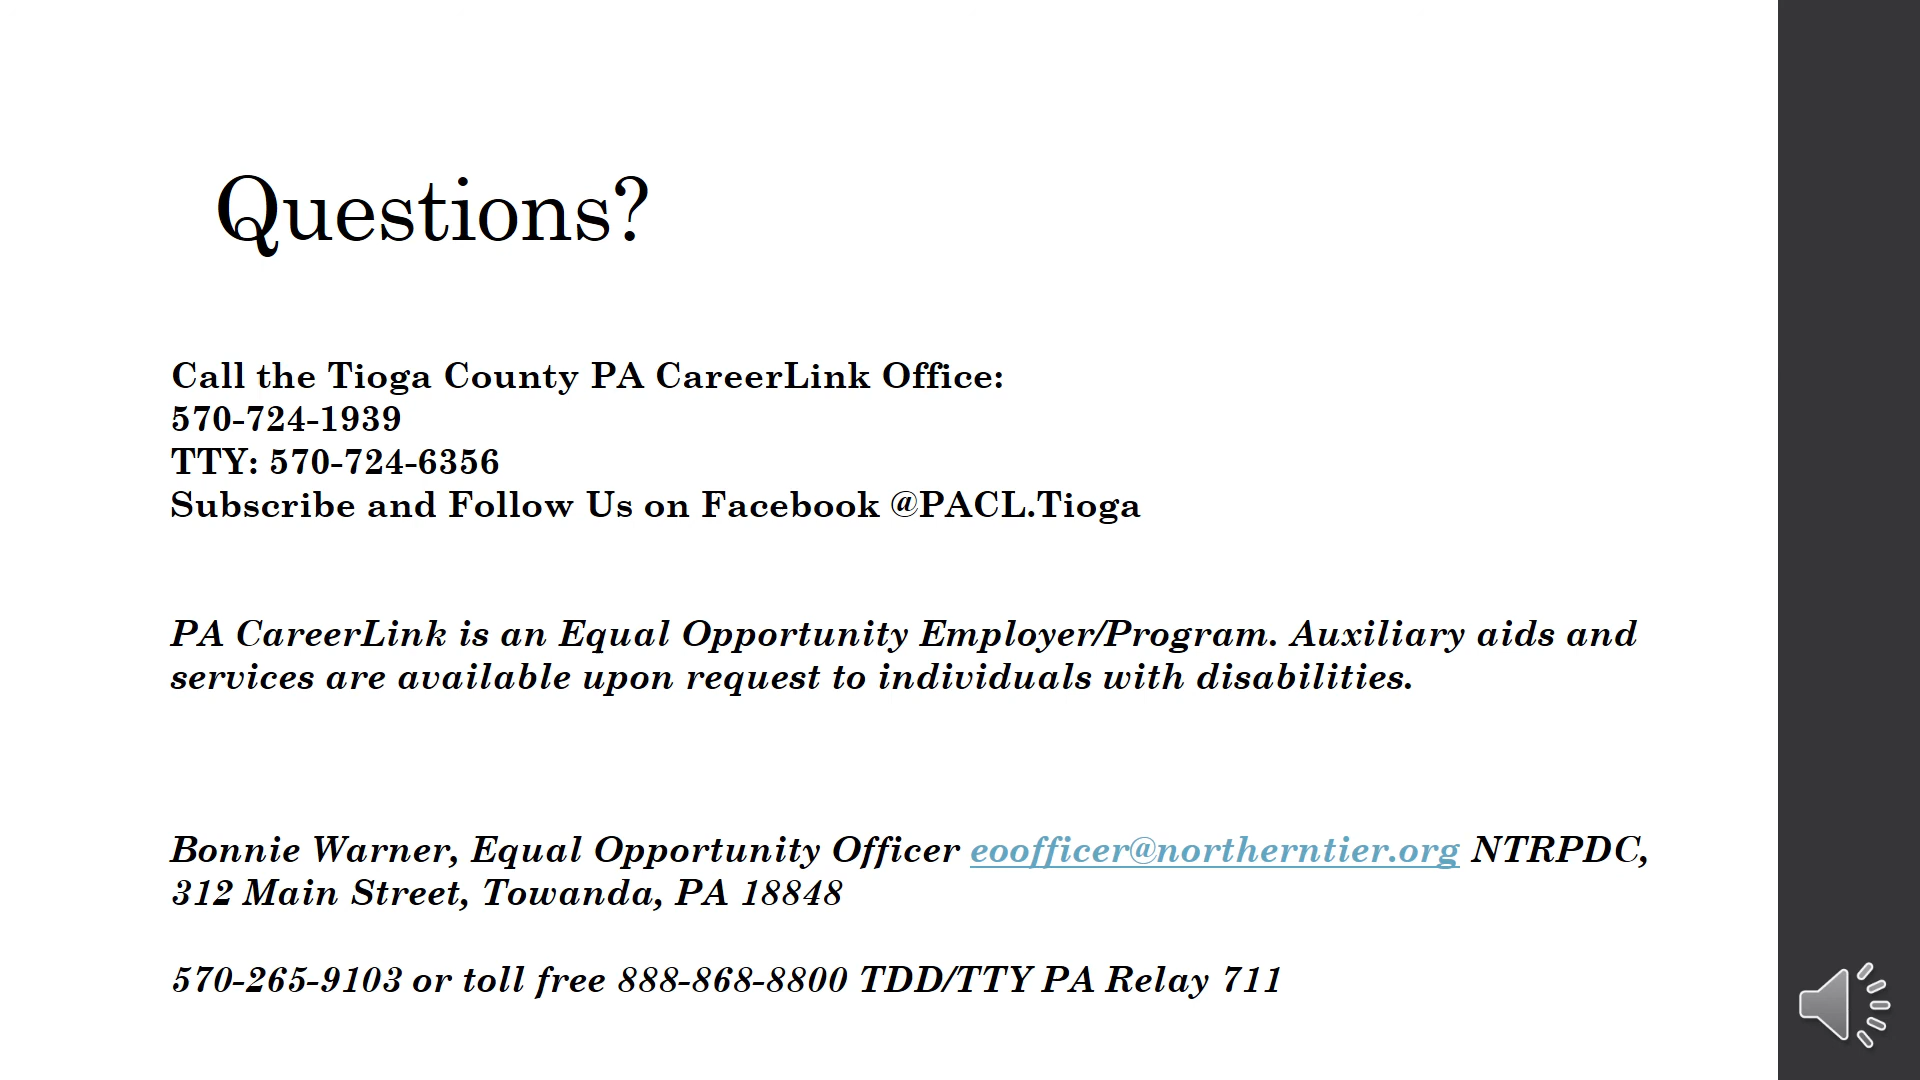 Questions?
Call the Tioga County PA CareerLink Office:
570-724-1939
TTY: 570-724-6356
Subscribe and Follow Us on Facebook @PACL.Tioga
PA CareerLink is an Equal Opportunity Employer/Program. Auxiliary aids and
services are available upon request to individuals with disabilities.
Bonnie Warner, Equal Opportunity Officer eoofficer@northerntier.org NTRPDC,
312 Main Street, Towanda, PA 18848
570-265-9103 or toll free 888-868-8800 TDD/TTY PA Relay 711